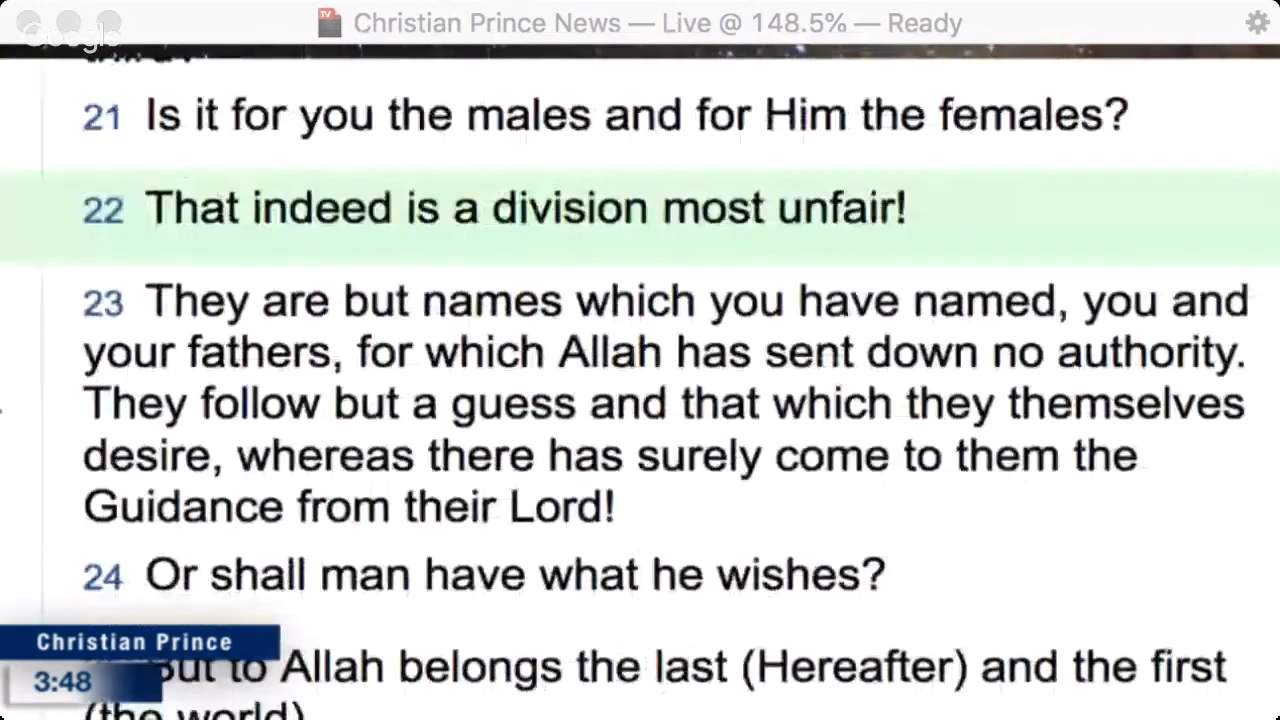 Christian Prince News — Live @ 148.5% — Ready
Google
21 Is it for you the males and for Him the females?
22 That indeed is a division most unfair!
23 They are but names which you have named, you and
your fathers, for which Allah has sent down no authority.
They follow but a guess and that which they themselves
desire, whereas there has surely come to them the
Guidance from their Lord!
24 Or shall man have what he wishes?
But to Allah belongs the last (Hereafter) and the first
(the world).
Christian Prince
3:48